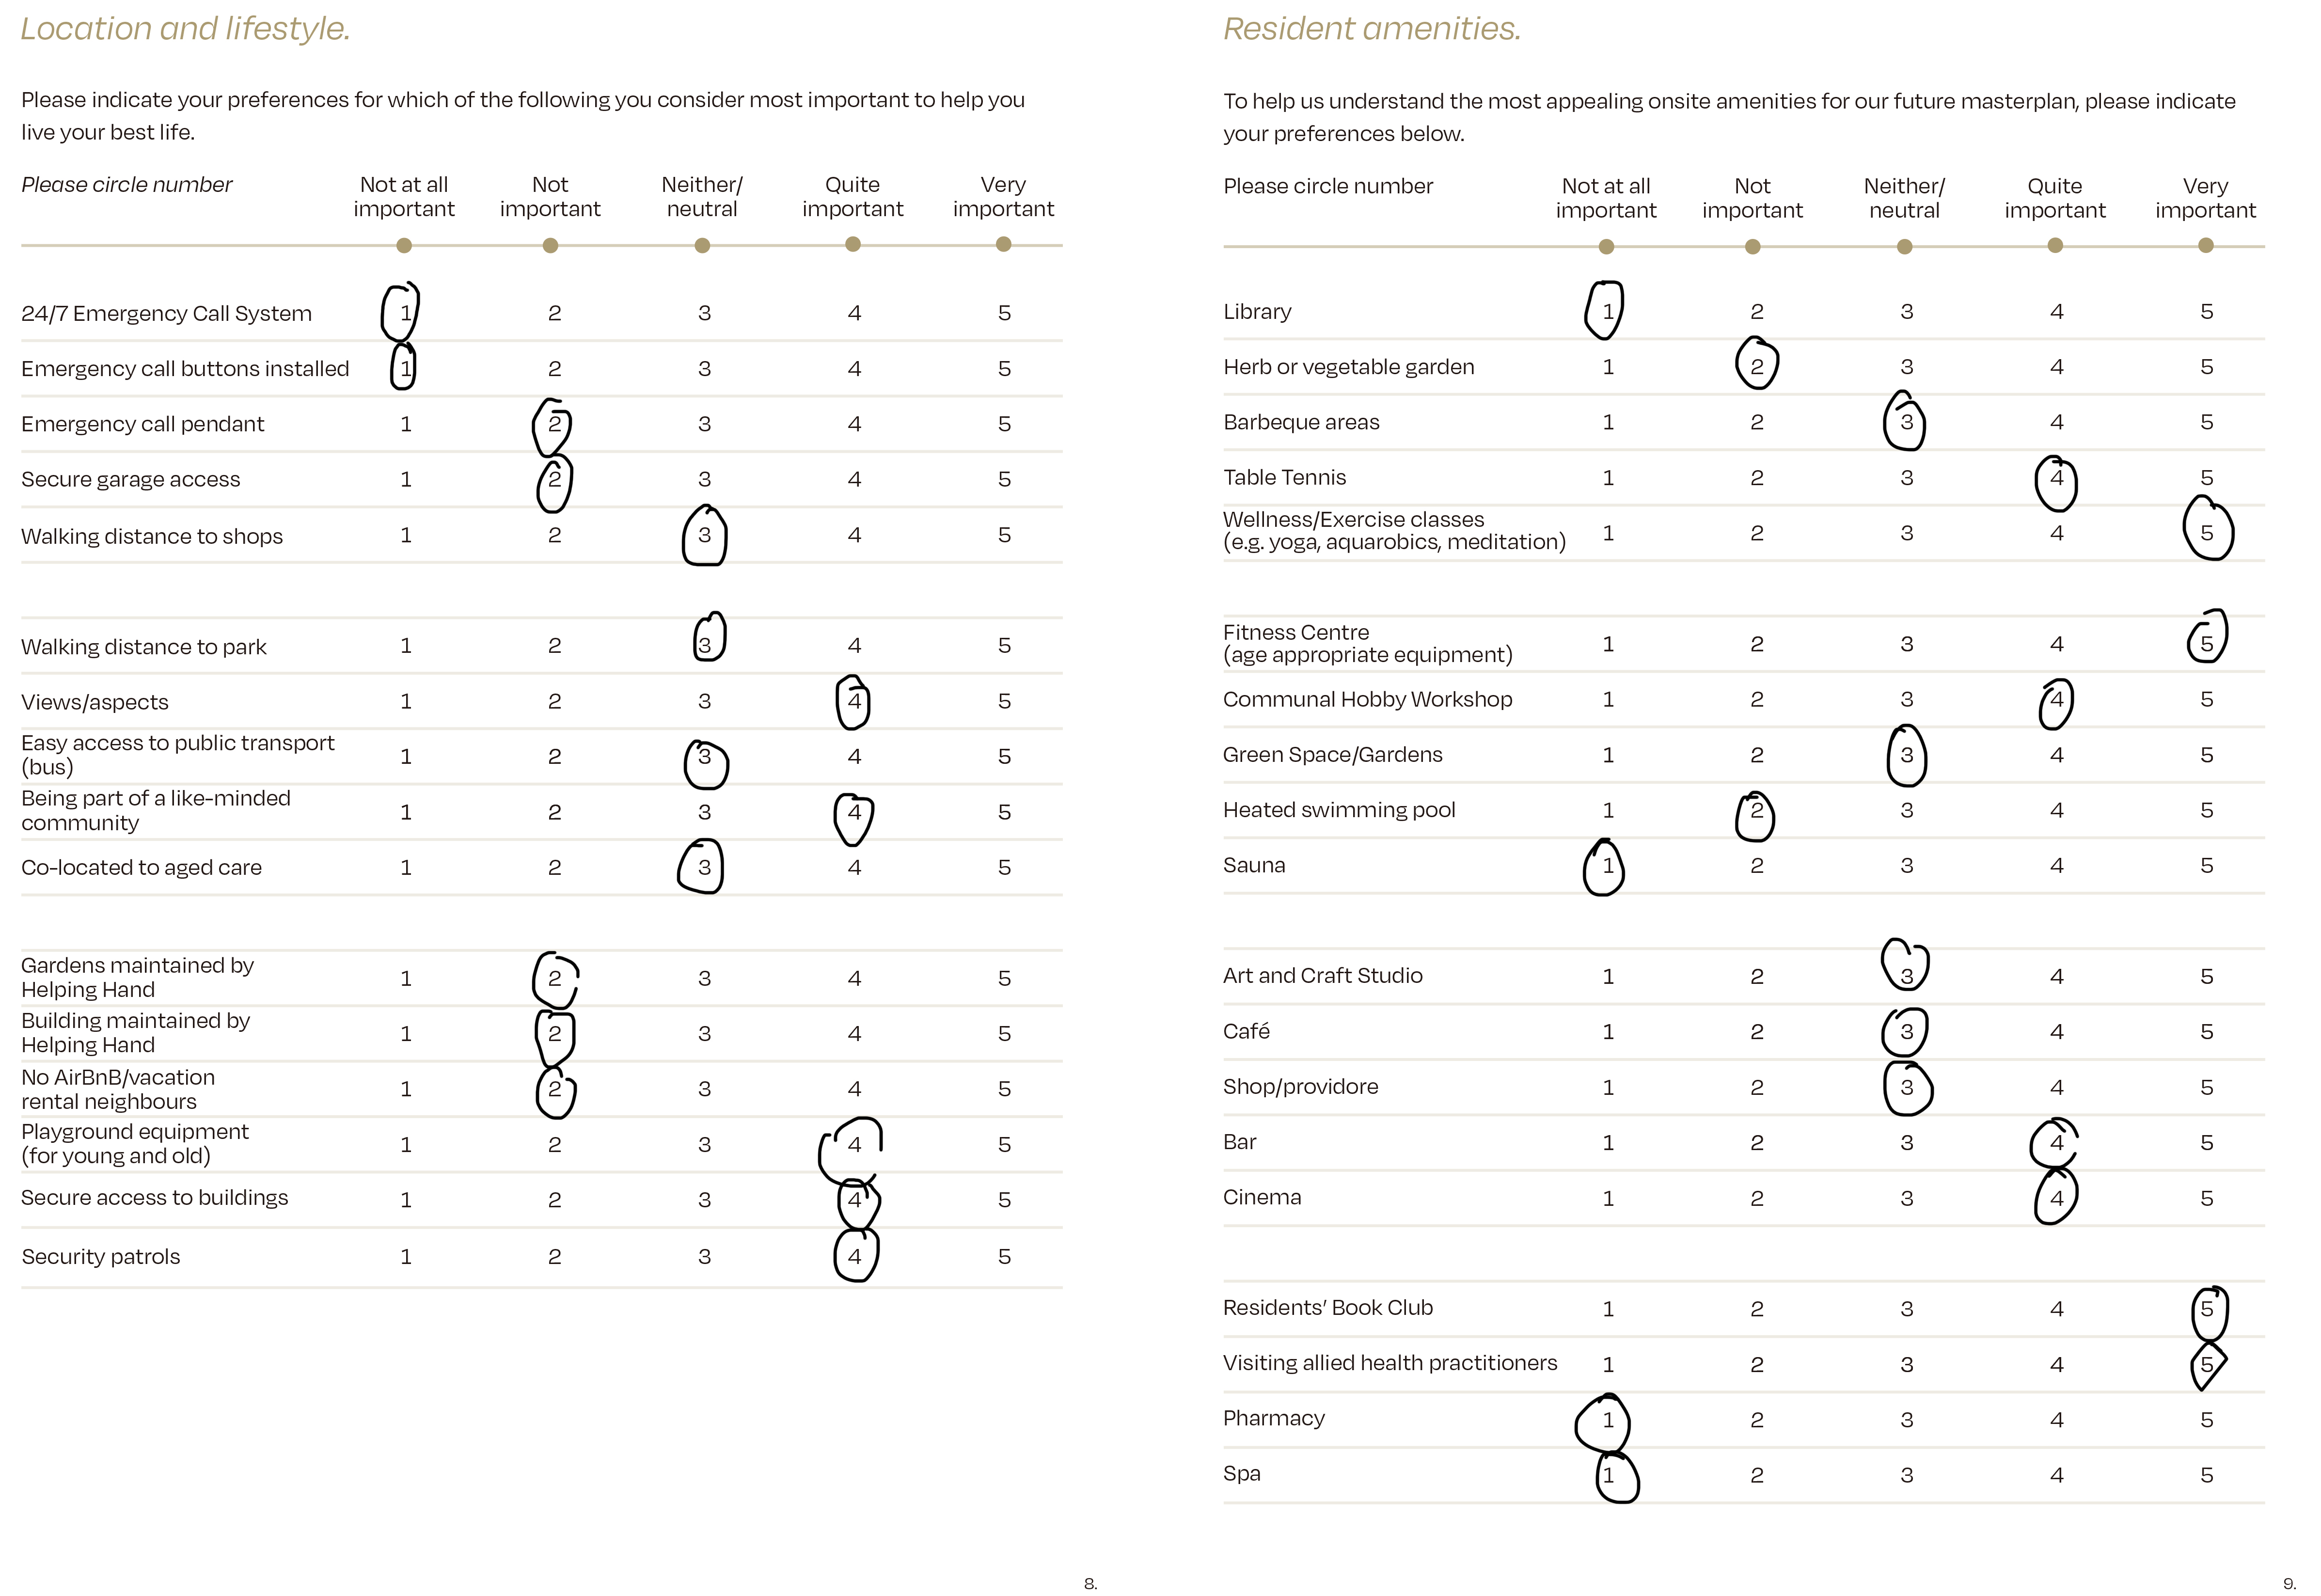 Location and lifestyle.
Please indicate your preferences for which of the following you consider most important to help you
live your best life.
Please circle number
Not at all
important
Not
important
Neither/
neutral
Quite
important
Very
important
24/7 Emergency Call System 1 2 3 4 5
Emergency call buttons installed 1 2 3 4 5
Emergency call pendant 1 2 3 4 5
Secure garage access 1 2 3 4 5
Walking distance to shops 1 2 3 4 5
Walking distance to park 1 2 3 4 5
Views/aspects 1 2 3 4 5
Easy access to public transport
(bus) 1 2 3 4 5
Being part of a like-minded
community 1 2 3 4 5
Co-located to aged care 1 2 3 4 5
Gardens maintained by
Helping Hand 1 2 3 4 5
Building maintained by
Helping Hand 1 2 3 4 5
No AirBnB/vacation
rental neighbours 1 2 3 4 5
Playground equipment
(for young and old) 1 2 3 4 5
Secure access to buildings 1 2 3 4 5
Security patrols 1 2 3 4 5
8.
Resident amenities.
To help us understand the most appealing onsite amenities for our future masterplan, please indicate
your preferences below.
Please circle number
Not at all
important
Not
important
Neither/
neutral
Quite
important
Very
important
Library 1 2 3 4 5
Herb or vegetable garden 1 2 3 4 5
Barbeque areas 1 2 3 4 5
Table Tennis 1 2 3 4 5
Wellness/Exercise classes
(e.g. yoga, aquarobics, meditation) 1 2 3 4 5
Fitness Centre
(age appropriate equipment) 1 2 3 4 5
Communal Hobby Workshop 1 2 3 4 5
Green Space/Gardens 1 2 3 4 5
Heated swimming pool 1 2 3 4 5
Sauna 1 2 3 4 5
Art and Craft Studio 1 2 3 4 5
Café 1 2 3 4 5
Shop/providore 1 2 3 4 5
Bar 1 2 3 4 5
Cinema 1 2 3 4 5
Residents’ Book Club 1 2 3 4 5
Visiting allied health practitioners 1 2 3 4 5
Pharmacy 1 2 3 4 5
Spa 1 2 3 4 5
9.